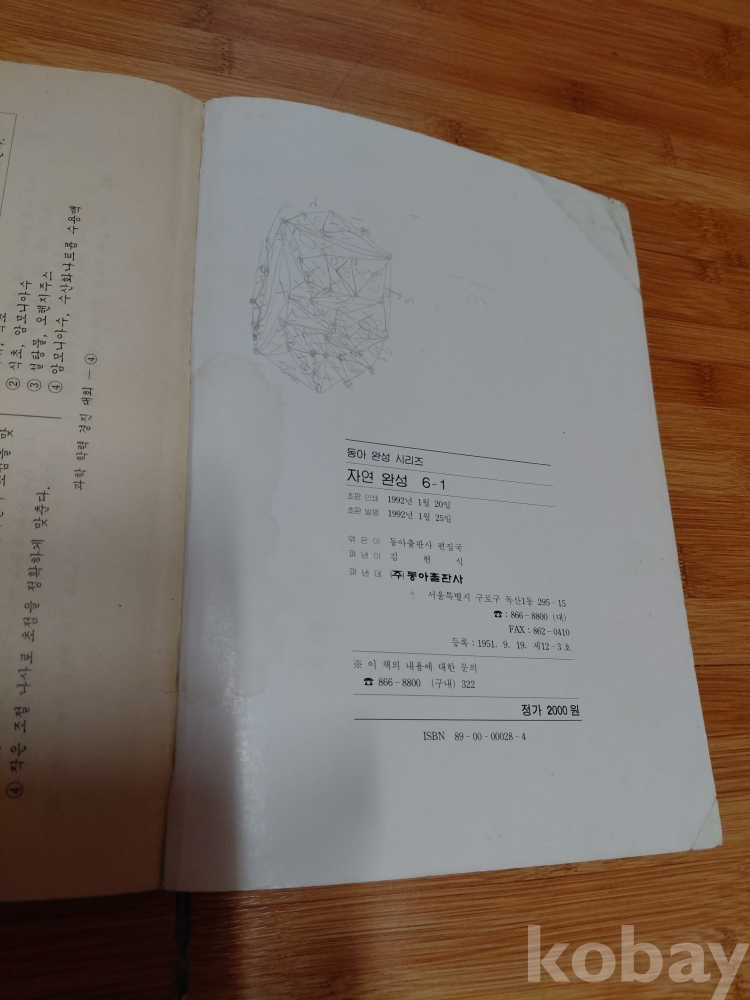 ② 식초, 암모니아수
③ 설탕물, 오렌지주스
④ 암모니아수, 수산화나트륨 수용액
과학 학력 경진 대회 — ④
④ 작은 조절 나사로 초점을 정확하게 맞춘다.
동아 완성 시리즈
자연 완성 6-1
초판 인쇄 1992년 1월 20일
초판 발행 1992년 1월 25일
엮은이 동아출판사 편집국
펴낸이 김 현 식
펴낸데 (주)동아출판사
서울특별시 구로구 독산1동 295-15
☎ : 866-8800 (대)
FAX : 862-0410
등록 : 1951. 9. 19. 제12-3호
※ 이 책의 내용에 대한 문의
☎ 866-8800 (구내) 322
정가 2000원
ISBN 89-00-00028-4
kobay